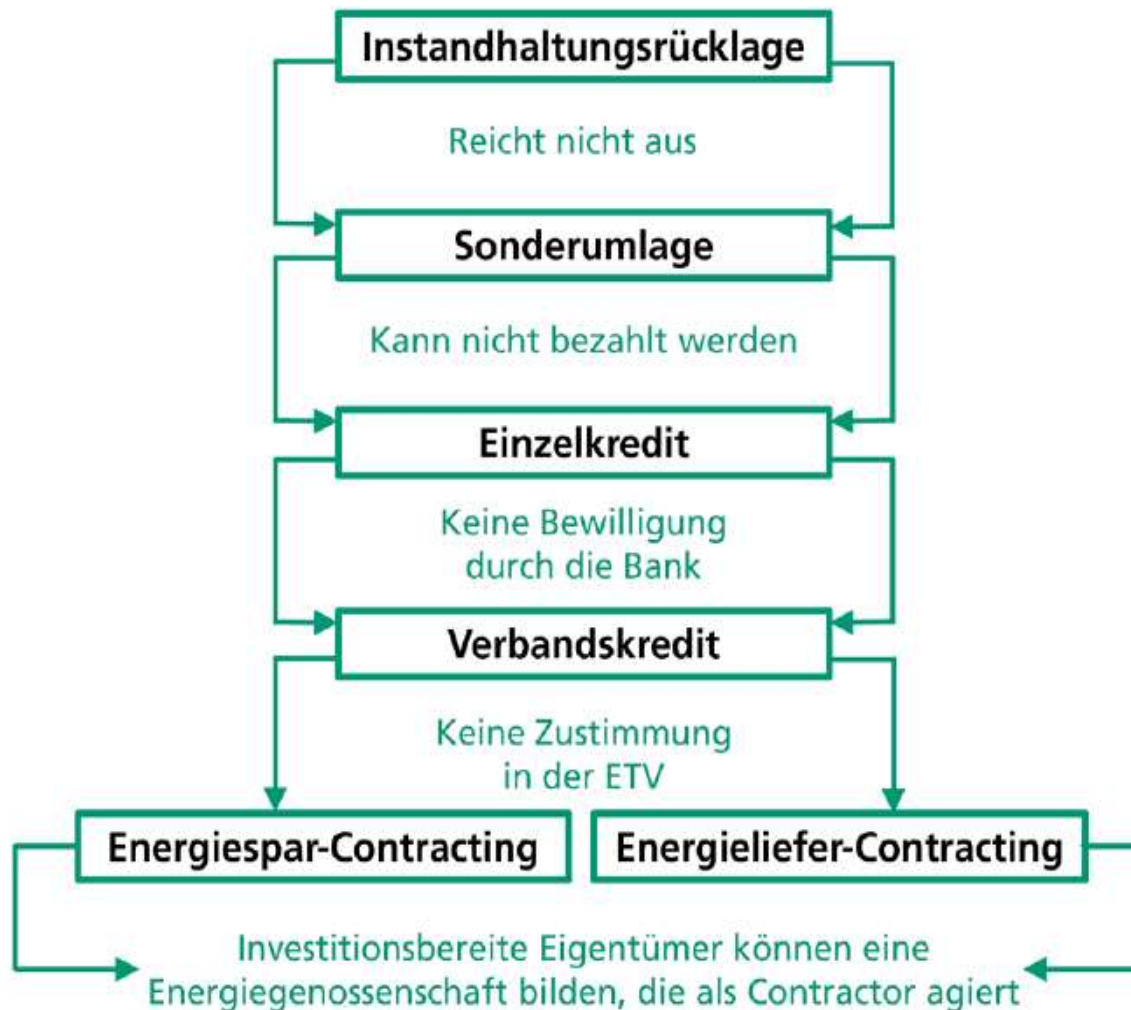 Instandhaltungsrücklage
Reicht nicht aus
Sonderumlage
Kann nicht bezahlt werden
Einzelkredit
Keine Bewilligung
durch die Bank
Verbandskredit
Keine Zustimmung
in der ETV
Energiespar-Contracting
Energieliefer-Contracting
Investitionsbereite Eigentümer können eine
Energiegenossenschaft bilden, die als Contractor agiert